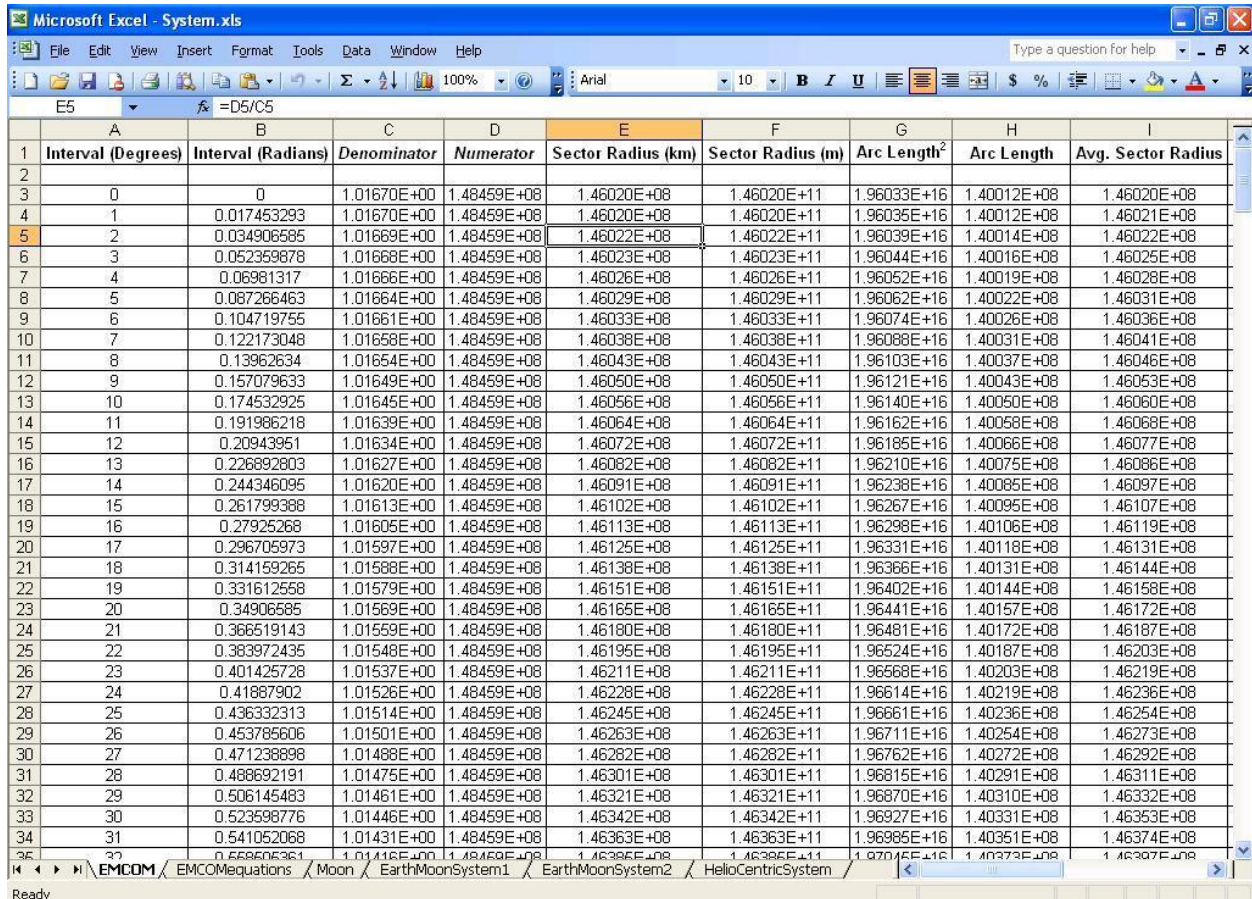 Microsoft Excel - System.xls
File Edit View Insert Format Tools Data Window Help Type a question for help
100% Arial 10 B I U $ %
E5 fx =D5/C5
A B C D E F G H I
1 Interval (Degrees) Interval (Radians) Denominator Numerator Sector Radius (km) Sector Radius (m) Arc Length² Arc Length Avg. Sector Radius
2
3 0 0 1.01670E+00 1.48459E+08 1.46020E+08 1.46020E+11 1.96033E+16 1.40012E+08 1.46020E+08
4 1 0.017453293 1.01670E+00 1.48459E+08 1.46020E+08 1.46020E+11 1.96035E+16 1.40012E+08 1.46021E+08
5 2 0.034906585 1.01669E+00 1.48459E+08 1.46022E+08 1.46022E+11 1.96039E+16 1.40014E+08 1.46022E+08
6 3 0.052359878 1.01668E+00 1.48459E+08 1.46023E+08 1.46023E+11 1.96044E+16 1.40016E+08 1.46025E+08
7 4 0.06981317 1.01666E+00 1.48459E+08 1.46026E+08 1.46026E+11 1.96052E+16 1.40019E+08 1.46028E+08
8 5 0.087266463 1.01664E+00 1.48459E+08 1.46029E+08 1.46029E+11 1.96062E+16 1.40022E+08 1.46031E+08
9 6 0.104719755 1.01661E+00 1.48459E+08 1.46033E+08 1.46033E+11 1.96074E+16 1.40026E+08 1.46036E+08
10 7 0.122173048 1.01658E+00 1.48459E+08 1.46038E+08 1.46038E+11 1.96088E+16 1.40031E+08 1.46041E+08
11 8 0.13962634 1.01654E+00 1.48459E+08 1.46043E+08 1.46043E+11 1.96103E+16 1.40037E+08 1.46046E+08
12 9 0.157079633 1.01649E+00 1.48459E+08 1.46050E+08 1.46050E+11 1.96121E+16 1.40043E+08 1.46053E+08
13 10 0.174532925 1.01645E+00 1.48459E+08 1.46056E+08 1.46056E+11 1.96140E+16 1.40050E+08 1.46060E+08
14 11 0.191986218 1.01639E+00 1.48459E+08 1.46064E+08 1.46064E+11 1.96162E+16 1.40058E+08 1.46068E+08
15 12 0.20943951 1.01634E+00 1.48459E+08 1.46072E+08 1.46072E+11 1.96185E+16 1.40066E+08 1.46077E+08
16 13 0.226892803 1.01627E+00 1.48459E+08 1.46082E+08 1.46082E+11 1.96210E+16 1.40075E+08 1.46086E+08
17 14 0.244346095 1.01620E+00 1.48459E+08 1.46091E+08 1.46091E+11 1.96238E+16 1.40085E+08 1.46097E+08
18 15 0.261799388 1.01613E+00 1.48459E+08 1.46102E+08 1.46102E+11 1.96267E+16 1.40095E+08 1.46107E+08
19 16 0.27925268 1.01605E+00 1.48459E+08 1.46113E+08 1.46113E+11 1.96298E+16 1.40106E+08 1.46119E+08
20 17 0.296705973 1.01597E+00 1.48459E+08 1.46125E+08 1.46125E+11 1.96331E+16 1.40118E+08 1.46131E+08
21 18 0.314159265 1.01588E+00 1.48459E+08 1.46138E+08 1.46138E+11 1.96366E+16 1.40131E+08 1.46144E+08
22 19 0.331612558 1.01579E+00 1.48459E+08 1.46151E+08 1.46151E+11 1.96402E+16 1.40144E+08 1.46158E+08
23 20 0.34906585 1.01569E+00 1.48459E+08 1.46165E+08 1.46165E+11 1.96441E+16 1.40157E+08 1.46172E+08
24 21 0.366519143 1.01559E+00 1.48459E+08 1.46180E+08 1.46180E+11 1.96481E+16 1.40172E+08 1.46187E+08
25 22 0.383972435 1.01548E+00 1.48459E+08 1.46195E+08 1.46195E+11 1.96524E+16 1.40187E+08 1.46203E+08
26 23 0.401425728 1.01537E+00 1.48459E+08 1.46211E+08 1.46211E+11 1.96568E+16 1.40203E+08 1.46219E+08
27 24 0.41887902 1.01526E+00 1.48459E+08 1.46228E+08 1.46228E+11 1.96614E+16 1.40219E+08 1.46236E+08
28 25 0.436332313 1.01514E+00 1.48459E+08 1.46245E+08 1.46245E+11 1.96661E+16 1.40236E+08 1.46254E+08
29 26 0.453785606 1.01501E+00 1.48459E+08 1.46263E+08 1.46263E+11 1.96711E+16 1.40254E+08 1.46273E+08
30 27 0.471238898 1.01488E+00 1.48459E+08 1.46282E+08 1.46282E+11 1.96762E+16 1.40272E+08 1.46292E+08
31 28 0.488692191 1.01475E+00 1.48459E+08 1.46301E+08 1.46301E+11 1.96815E+16 1.40291E+08 1.46311E+08
32 29 0.506145483 1.01461E+00 1.48459E+08 1.46321E+08 1.46321E+11 1.96870E+16 1.40310E+08 1.46332E+08
33 30 0.523598776 1.01446E+00 1.48459E+08 1.46342E+08 1.46342E+11 1.96927E+16 1.40331E+08 1.46353E+08
34 31 0.541052068 1.01431E+00 1.48459E+08 1.46363E+08 1.46363E+11 1.96985E+16 1.40351E+08 1.46374E+08
35 32 0.558505361 1.01416E+00 1.48459E+08 1.46385E+08 1.46385E+11 1.97045E+16 1.40373E+08 1.46397E+08
EMCOM EMCOMequations Moon EarthMoonSystem1 EarthMoonSystem2 HelioCentricSystem
Ready